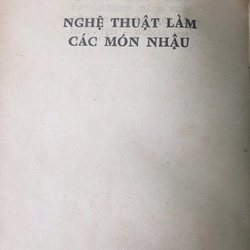 NGHỆ THUẬT LÀM
CÁC MÓN NHẬU